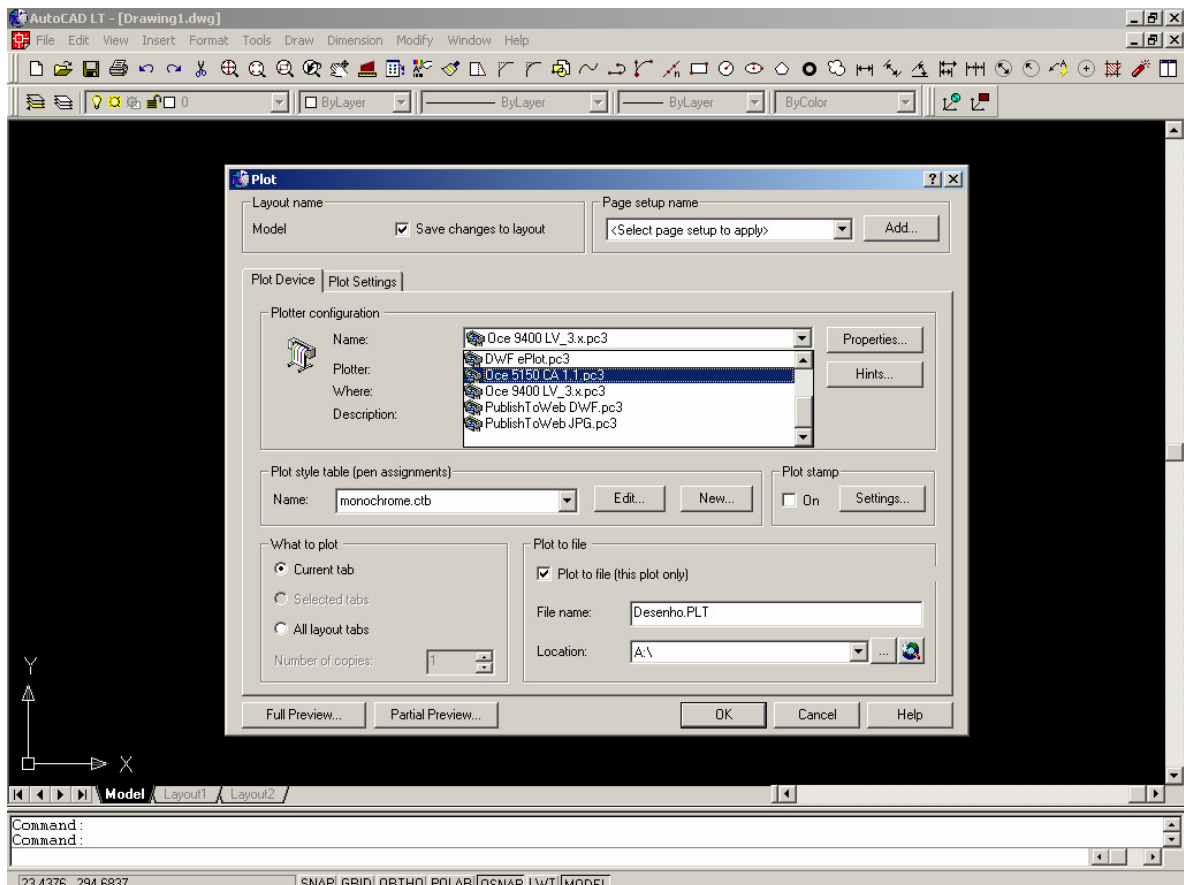 AutoCAD LT - [Drawing1.dwg]
File Edit View Insert Format Tools Draw Dimension Modify Window Help
0 ByLayer ByLayer ByLayer ByColor
Plot
Layout name
Model Save changes to layout
Page setup name
<Select page setup to apply> Add...
Plot Device Plot Settings
Plotter configuration
Name: Oce 9400 LV_3.x.pc3 Properties...
Plotter: DWF ePlot.pc3
Oce 5150 CA 1.1.pc3 Hints...
Where: Oce 9400 LV_3.x.pc3
Description: PublishToWeb DWF.pc3
PublishToWeb JPG.pc3
Plot style table (pen assignments)
Name: monochrome.ctb Edit... New...
Plot stamp
On Settings...
What to plot
Current tab
Selected tabs
All layout tabs
Number of copies: 1
Plot to file
Plot to file (this plot only)
File name: Desenho.PLT
Location: A:\ ...
Full Preview... Partial Preview... OK Cancel Help
Y
X
Model Layout1 Layout2
Command:
Command:
23.4376, 294.6837 SNAP GRID ORTHO POLAR OSNAP LWT MODEL